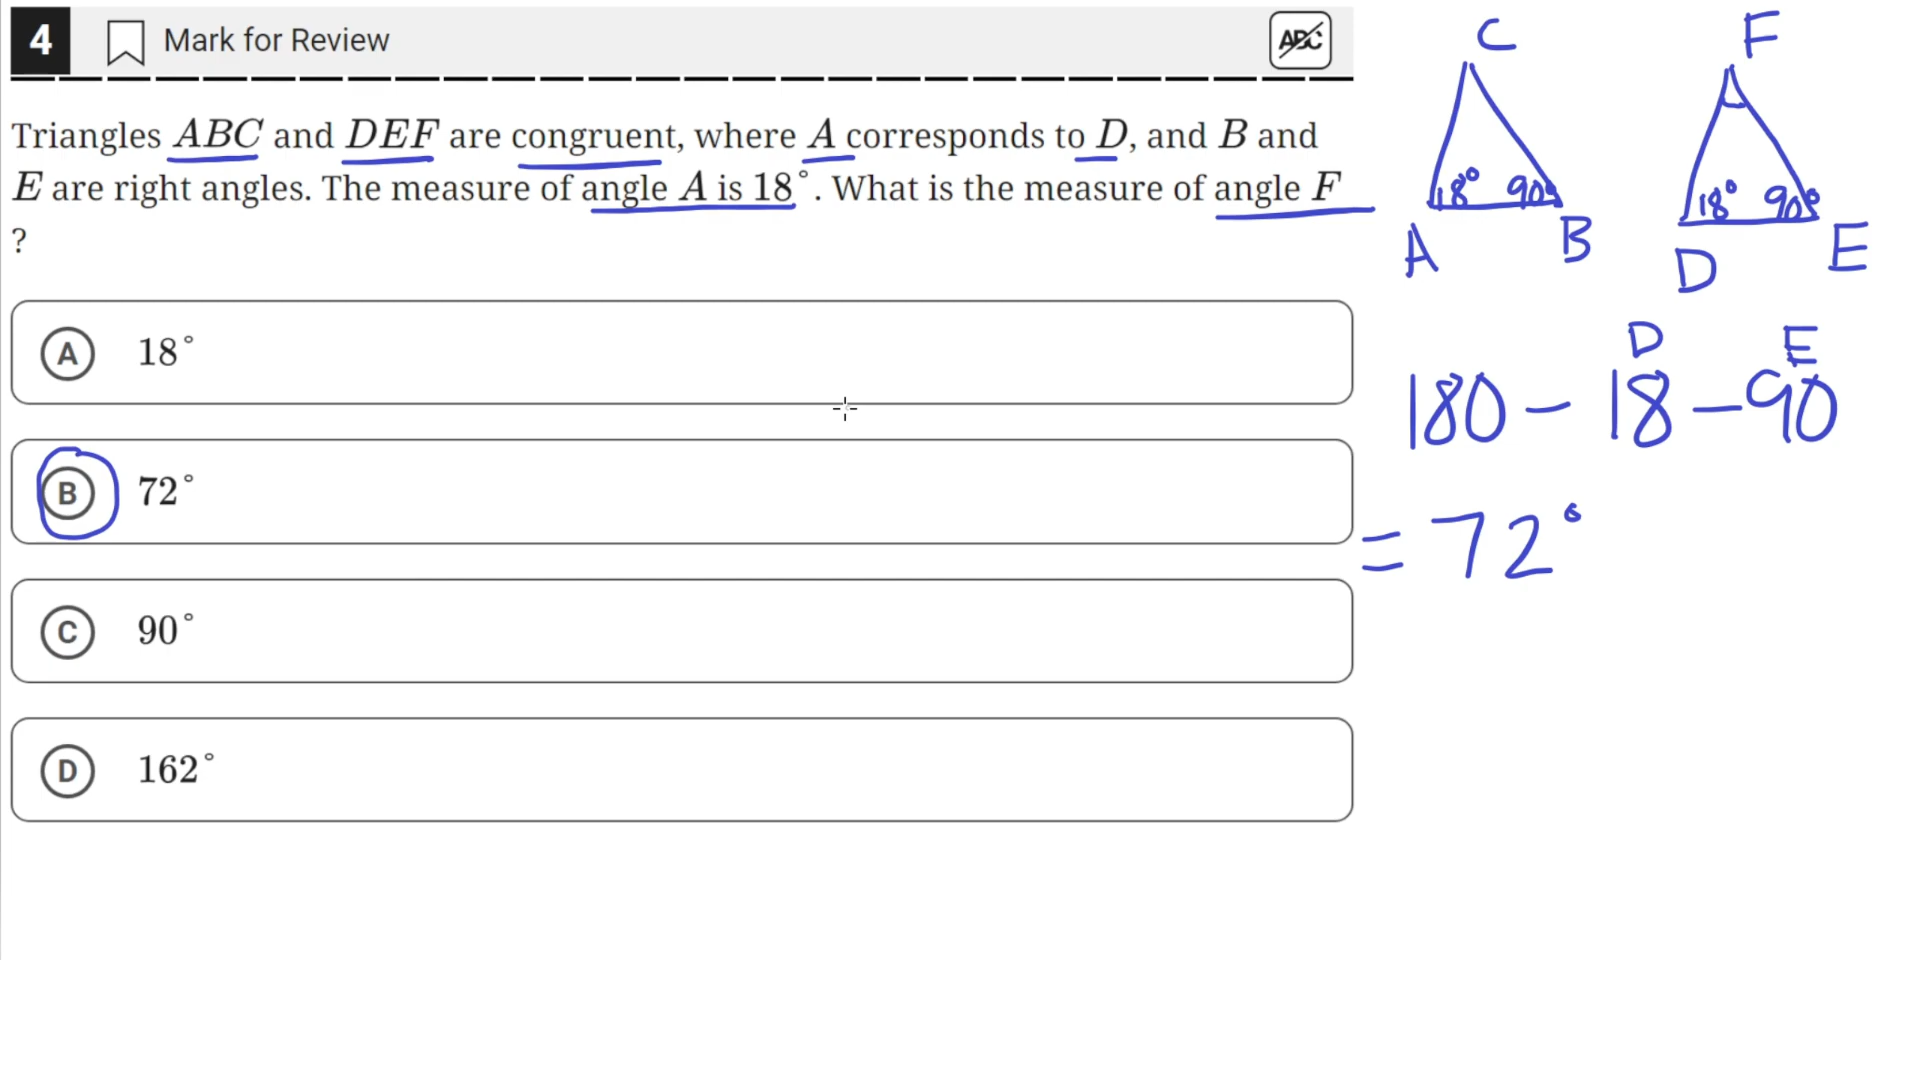 4 Mark for Review ABC
Triangles ABC and DEF are congruent, where A corresponds to D, and B and
E are right angles. The measure of angle A is 18°. What is the measure of angle F
?
A 18°
B 72°
C 90°
D 162°
C F
18° 90° 18° 90°
A B D E
D E
180 - 18 - 90
= 72°